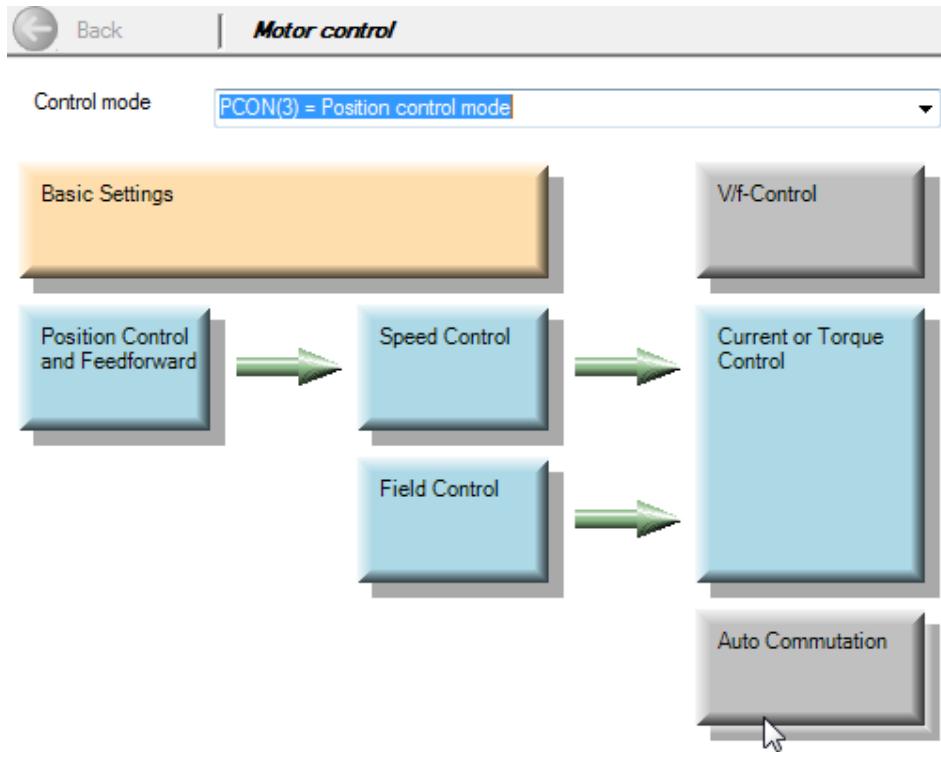 Back
Motor control
Control mode
PCON(3) = Position control mode
Basic Settings
V/f-Control
Position Control
and Feedforward
Speed Control
Current or Torque
Control
Field Control
Auto Commutation